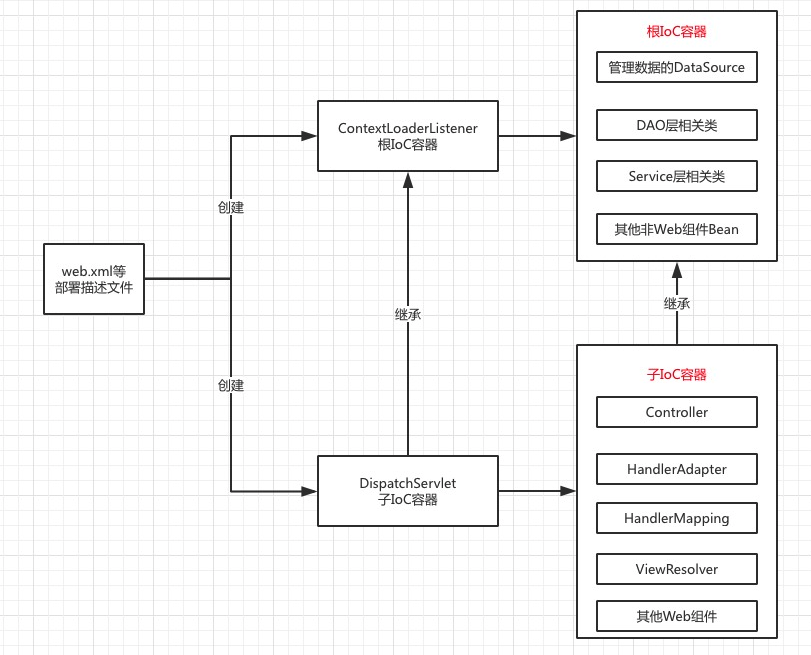 根IoC容器
管理数据的DataSource
DAO层相关类
Service层相关类
其他非Web组件Bean
ContextLoaderListener
根IoC容器
创建
web.xml等
部署描述文件
继承
继承
创建
DispatchServlet
子IoC容器
子IoC容器
Controller
HandlerAdapter
HandlerMapping
ViewResolver
其他Web组件